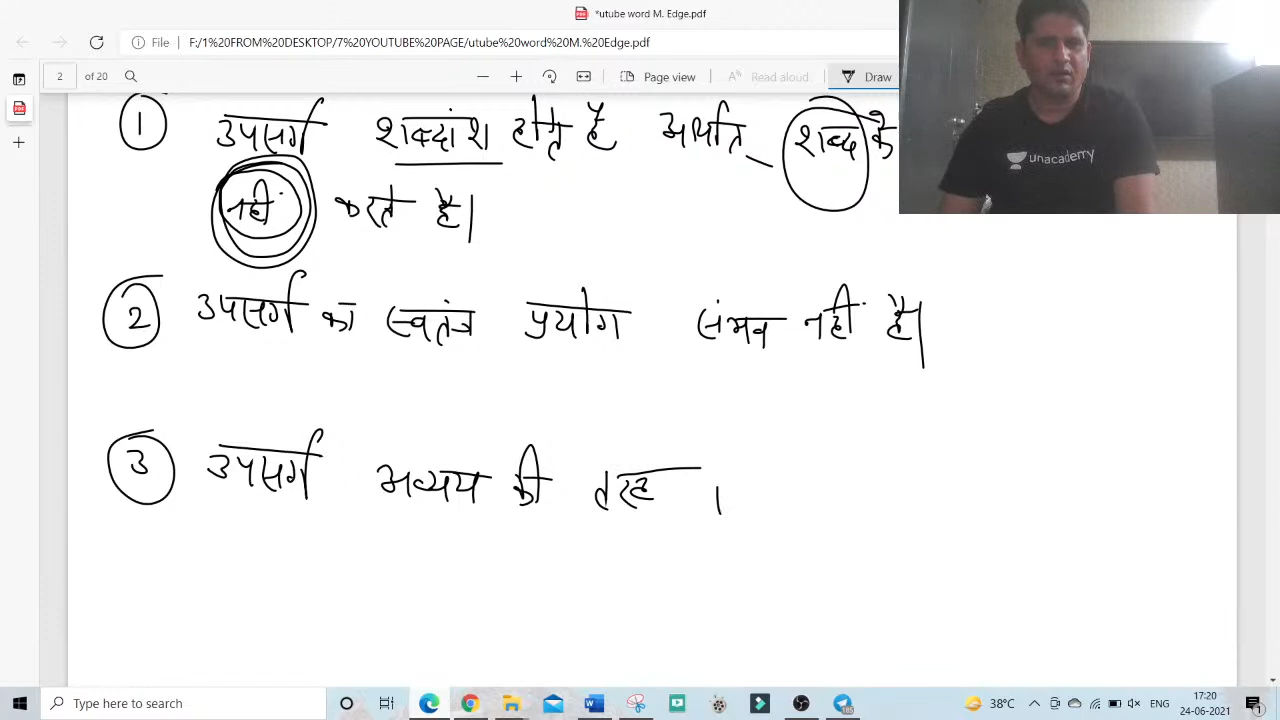 *utube word M. Edge.pdf
File F:/1%20FROM%20DESKTOP/7%20YOUTUBE%20PAGE/utube%20word%20M.%20Edge.pdf
2 of 20 Page view Read aloud Draw
unacademy
1 उपसर्ग शब्दांश होते है अर्थात् शब्द के
नहीं करते है।
2 उपसर्ग का स्वतंत्र प्रयोग संभव नहीं है।
3 उपसर्ग अव्यय की तरह
Type here to search 185 38°C ENG 17:20
24-06-2021 1